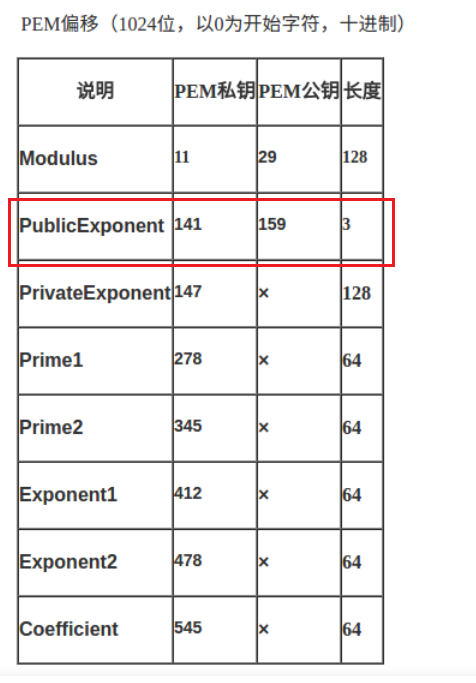 PEM偏移（1024位，以0为开始字符，十进制）
说明 PEM私钥 PEM公钥 长度
Modulus 11 29 128
PublicExponent 141 159 3
PrivateExponent 147 × 128
Prime1 278 × 64
Prime2 345 × 64
Exponent1 412 × 64
Exponent2 478 × 64
Coefficient 545 × 64